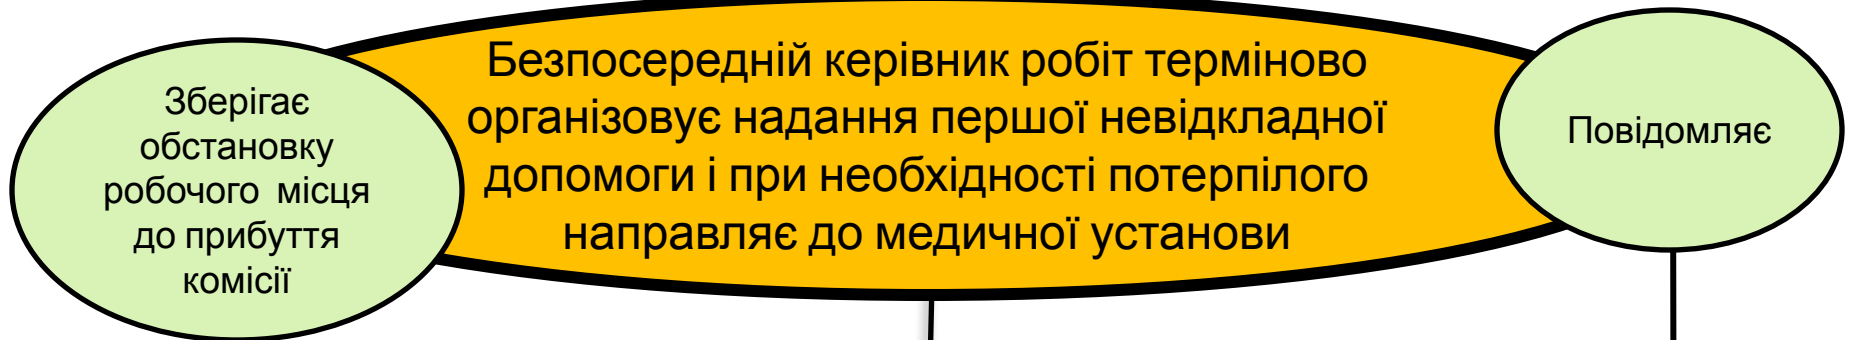 Зберігає
обстановку
робочого місця
до прибуття
комісії
Безпосередній керівник робіт терміново
організовує надання першої невідкладної
допомоги і при необхідності потерпілого
направляє до медичної установи
Повідомляє